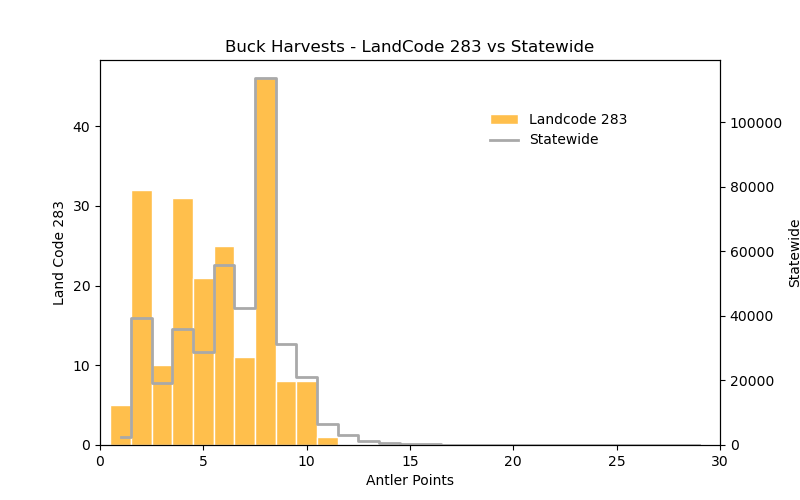 Buck Harvests - LandCode 283 vs Statewide
Land Code 283
0
10
20
30
40
Landcode 283
Statewide
0
20000
40000
60000
80000
100000
Statewide
0 5 10 15 20 25 30
Antler Points